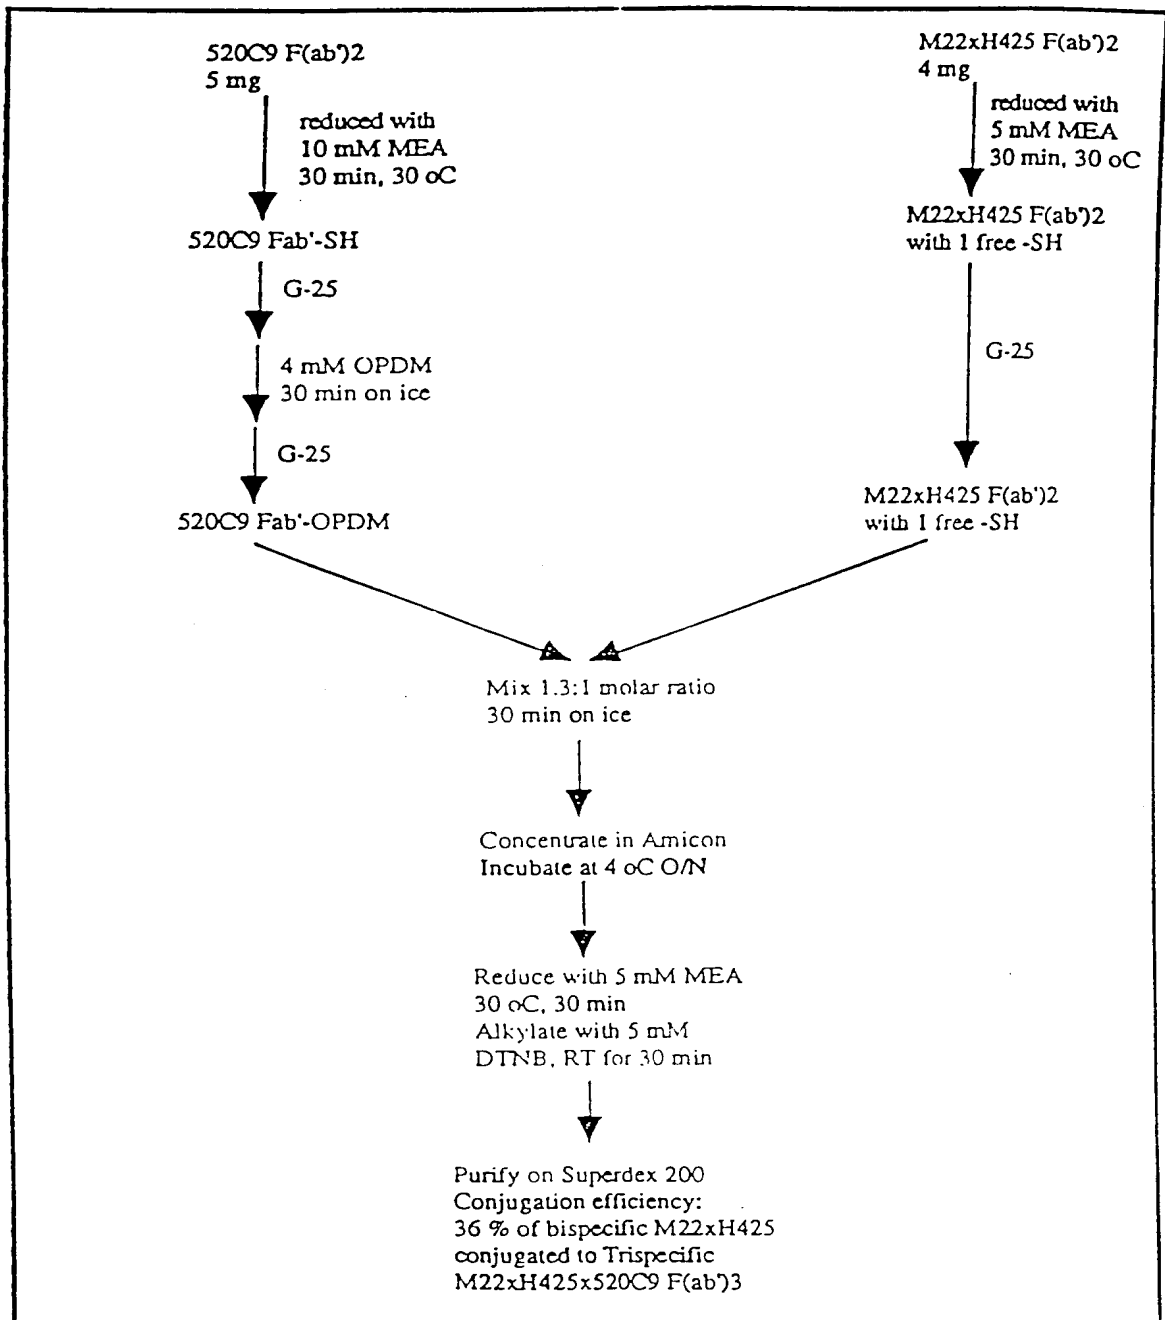 520C9 F(ab')2
5 mg
reduced with
10 mM MEA
30 min, 30 oC
520C9 Fab'-SH
G-25
4 mM OPDM
30 min on ice
G-25
520C9 Fab'-OPDM
M22xH425 F(ab')2
4 mg
reduced with
5 mM MEA
30 min, 30 oC
M22xH425 F(ab')2
with 1 free -SH
G-25
M22xH425 F(ab')2
with 1 free -SH
Mix 1.3:1 molar ratio
30 min on ice
Concentrate in Amicon
Incubate at 4 oC O/N
Reduce with 5 mM MEA
30 oC, 30 min
Alkylate with 5 mM
DTNB, RT for 30 min
Purify on Superdex 200
Conjugation efficiency:
36 % of bispecific M22xH425
conjugated to Trispecific
M22xH425x520C9 F(ab')3